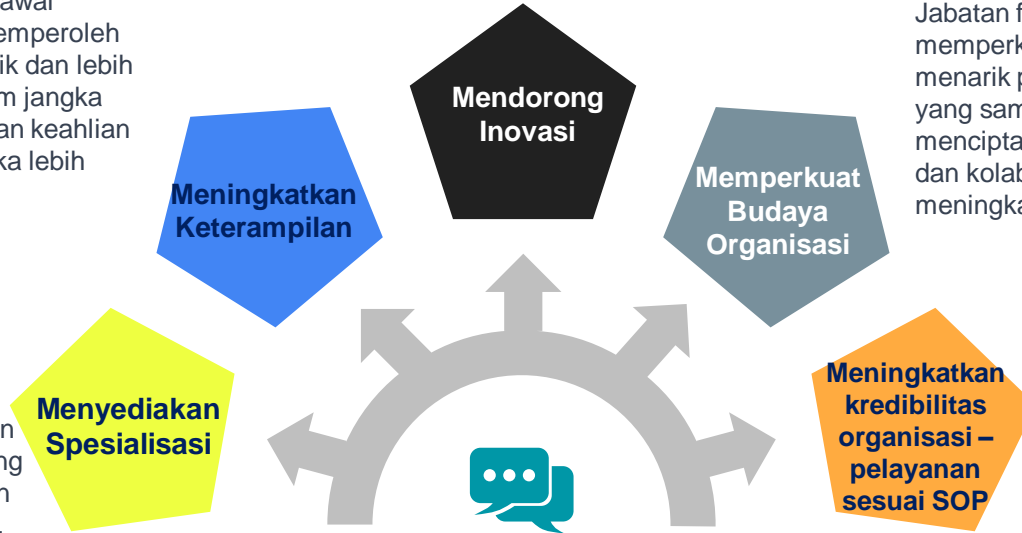 emperoleh
ik dan lebih
m jangka
an keahlian
ka lebih
Jabatan f
memperk
menarik p
yang sam
mencipta
dan kolab
meningka
Mendorong
Inovasi
Meningkatkan
Keterampilan
Memperkuat
Budaya
Organisasi
Menyediakan
Spesialisasi
Meningkatkan
kredibilitas
organisasi –
pelayanan
sesuai SOP
n
ng
n